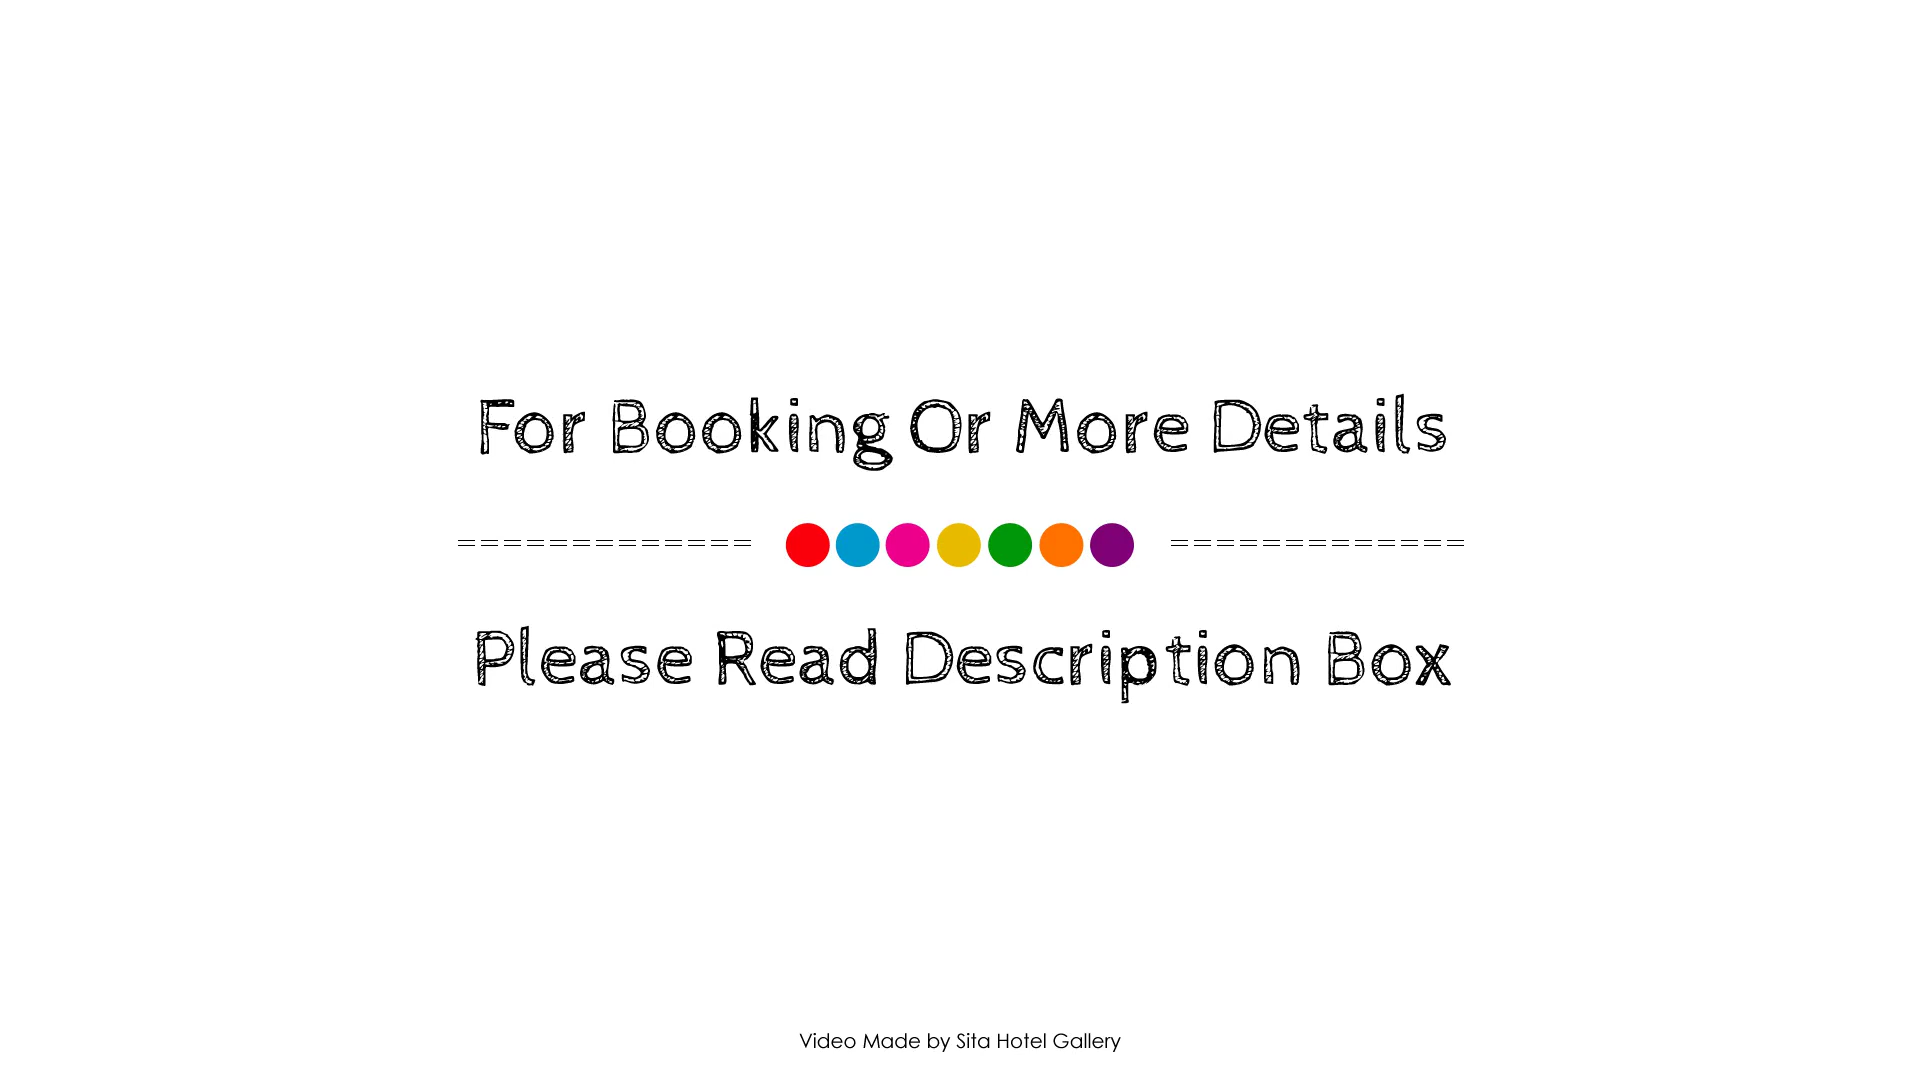 For Booking Or More Details
============= =============
Please Read Description Box
Video Made by Sita Hotel Gallery